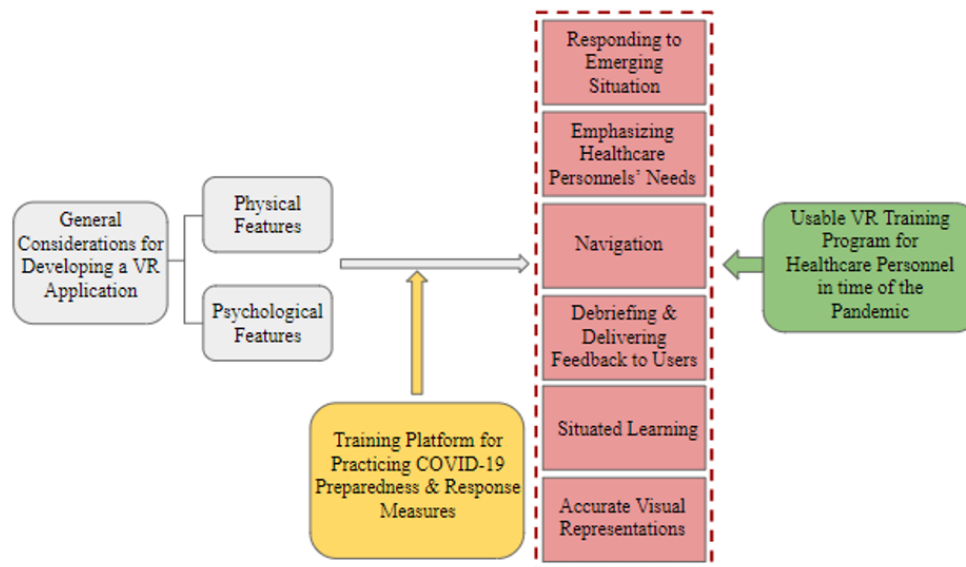 General
Considerations for
Developing a VR
Application
Physical
Features
Psychological
Features
Training Platform for
Practicing COVID-19
Preparedness & Response
Measures
Responding to
Emerging
Situation
Emphasizing
Healthcare
Personnels’ Needs
Navigation
Debriefing &
Delivering
Feedback to Users
Situated Learning
Accurate Visual
Representations
Usable VR Training
Program for
Healthcare Personnel
in time of the
Pandemic